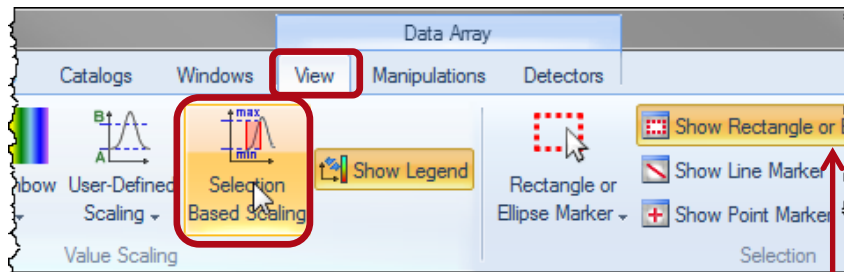 Data Array
Catalogs Windows View Manipulations Detectors
B
A
max
min
User-Defined
Scaling
Selection
Based Scaling
Show Legend
Rectangle or
Ellipse Marker
Show Rectangle or
Show Line Marker
Show Point Marker
Value Scaling
Selection